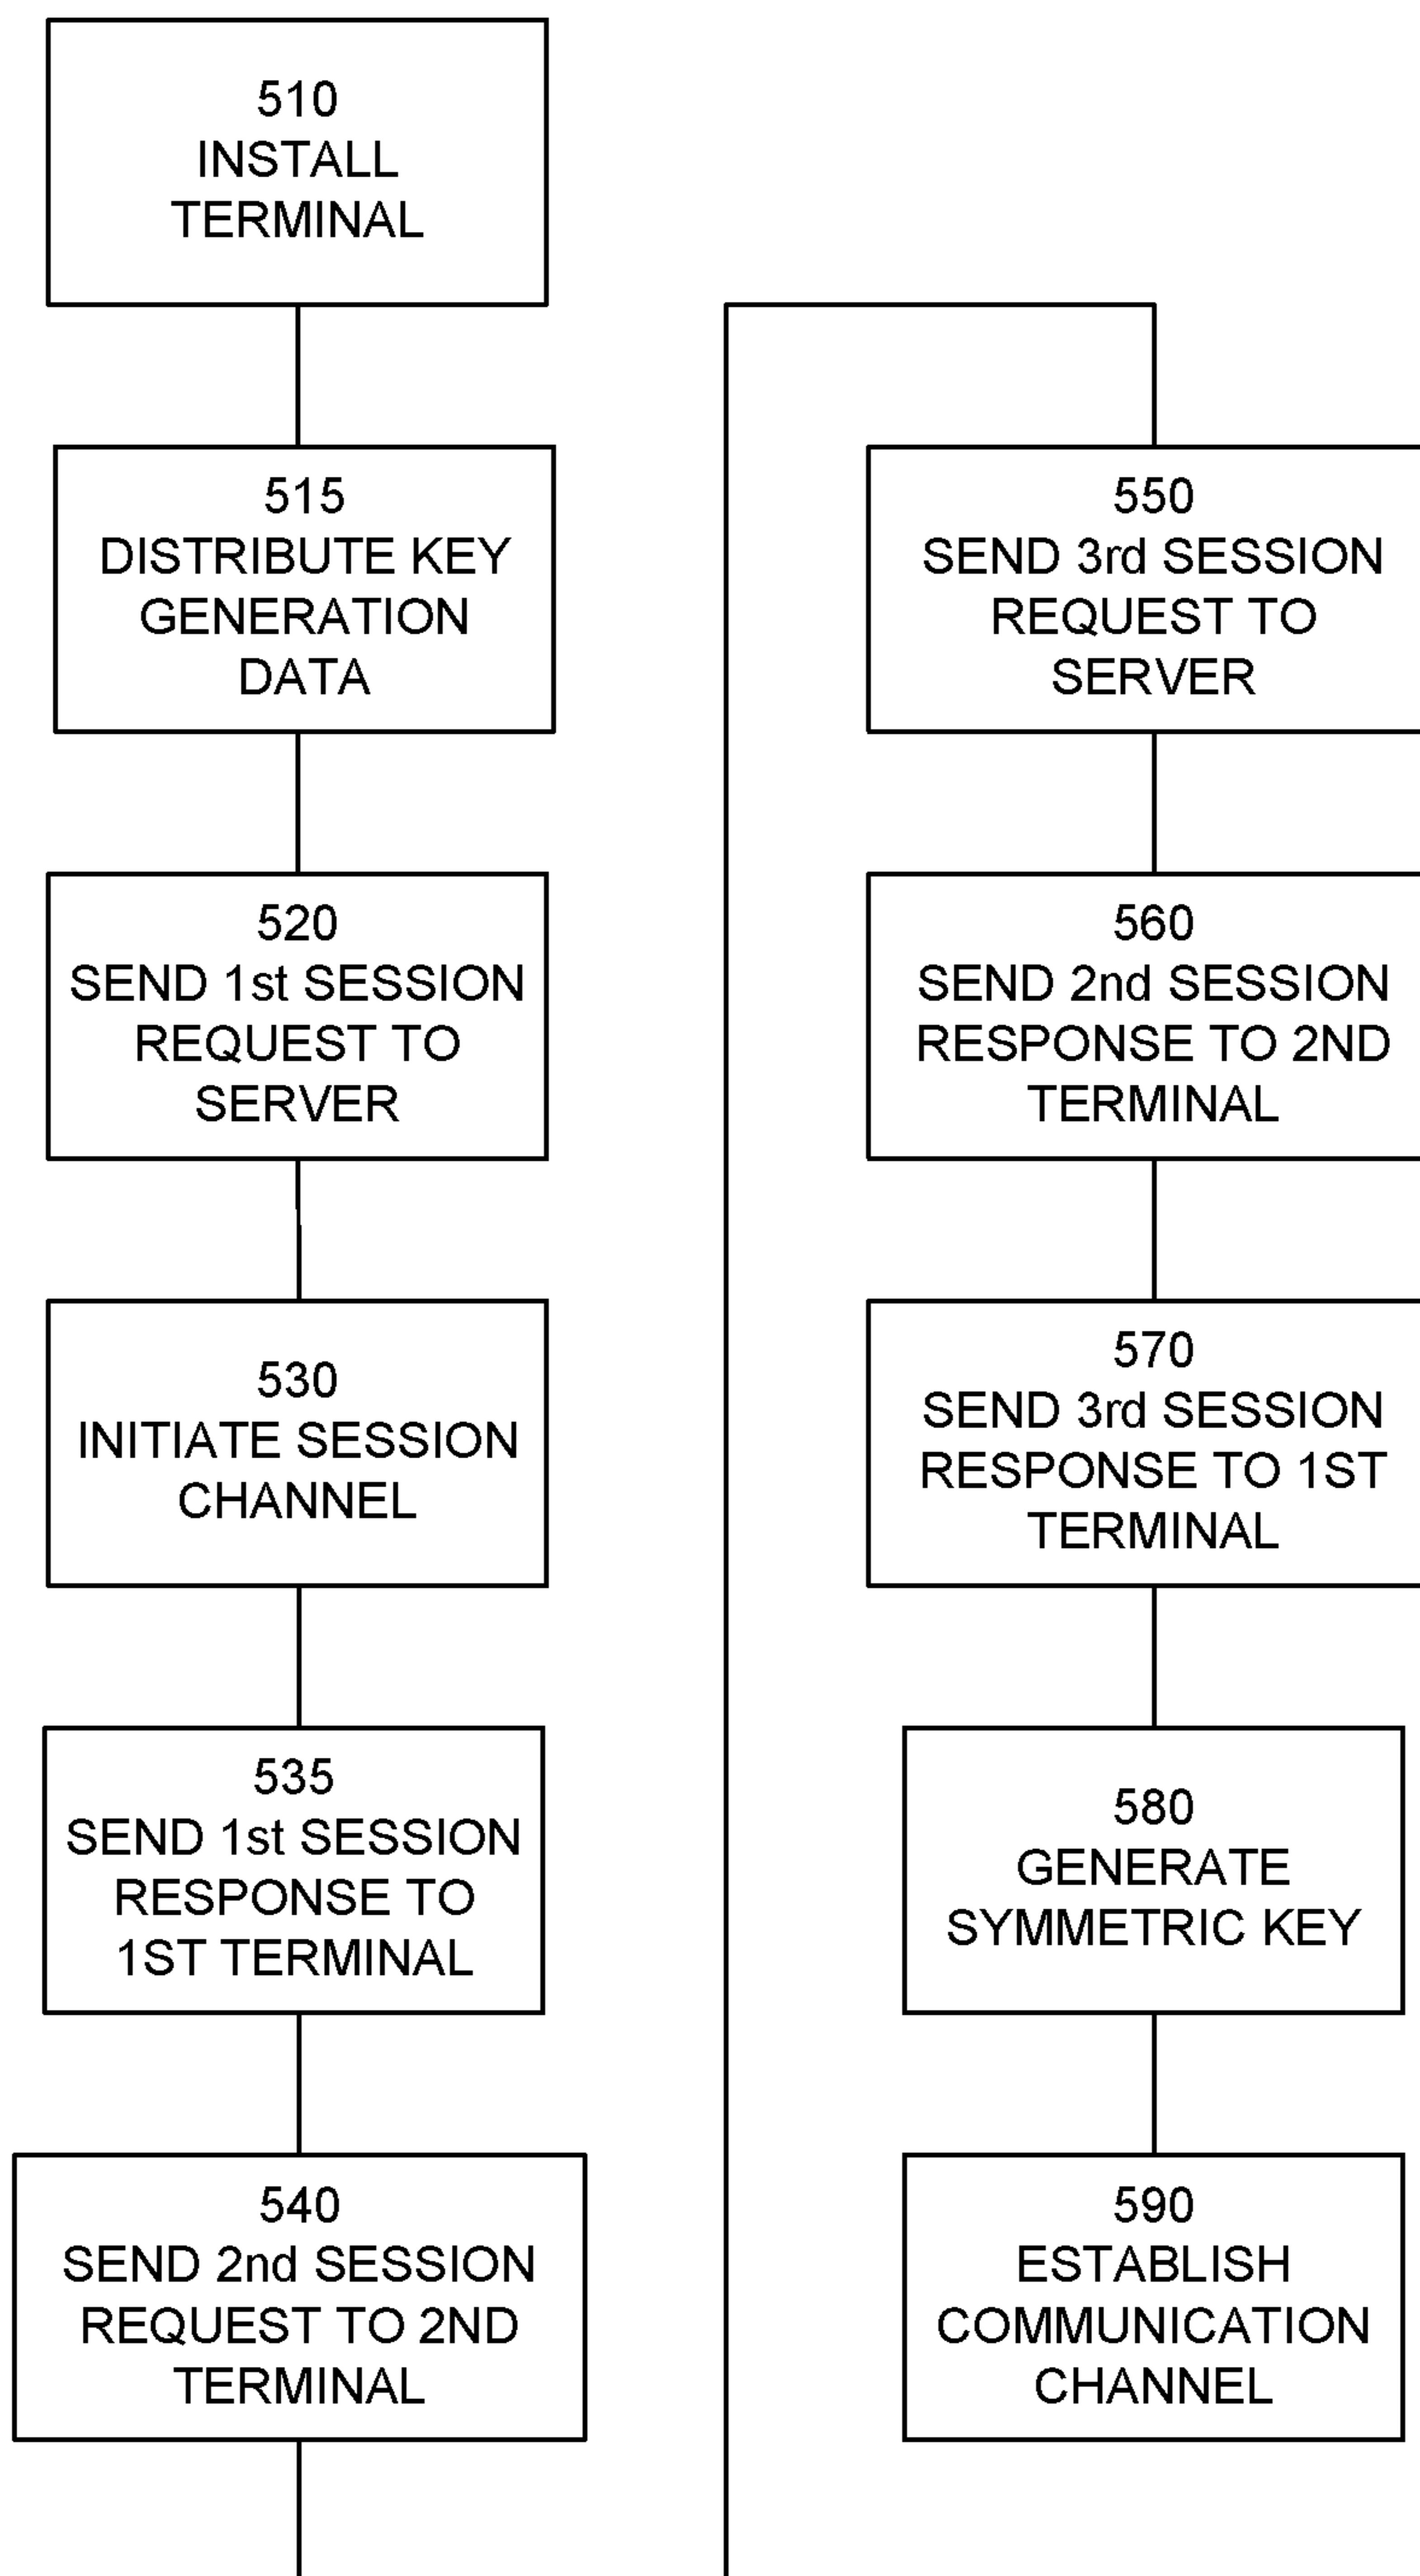 510
INSTALL
TERMINAL
515
DISTRIBUTE KEY
GENERATION
DATA
520
SEND 1st SESSION
REQUEST TO
SERVER
530
INITIATE SESSION
CHANNEL
535
SEND 1st SESSION
RESPONSE TO
1ST TERMINAL
540
SEND 2nd SESSION
REQUEST TO 2ND
TERMINAL
550
SEND 3rd SESSION
REQUEST TO
SERVER
560
SEND 2nd SESSION
RESPONSE TO 2ND
TERMINAL
570
SEND 3rd SESSION
RESPONSE TO 1ST
TERMINAL
580
GENERATE
SYMMETRIC KEY
590
ESTABLISH
COMMUNICATION
CHANNEL